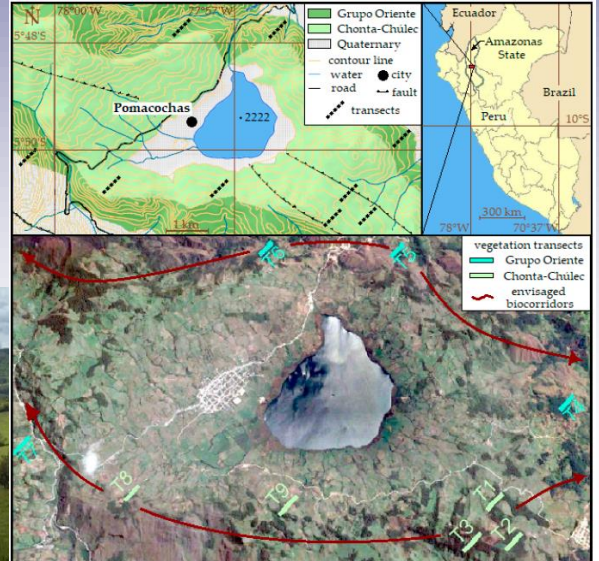 N
78°00'W
77°57'W
5°48'S
5°50'S
Pomacochas
2222
1 km
Grupo Oriente
Chonta-Chúlec
Quaternary
contour line
water
city
road
fault
transects
Ecuador
Amazonas
State
Brazil
Peru
10°S
300 km
78°W
70°37'W
vegetation transects
Grupo Oriente
Chonta-Chúlec
envisaged
biocorridors
T8
T9
T1
T3
T2